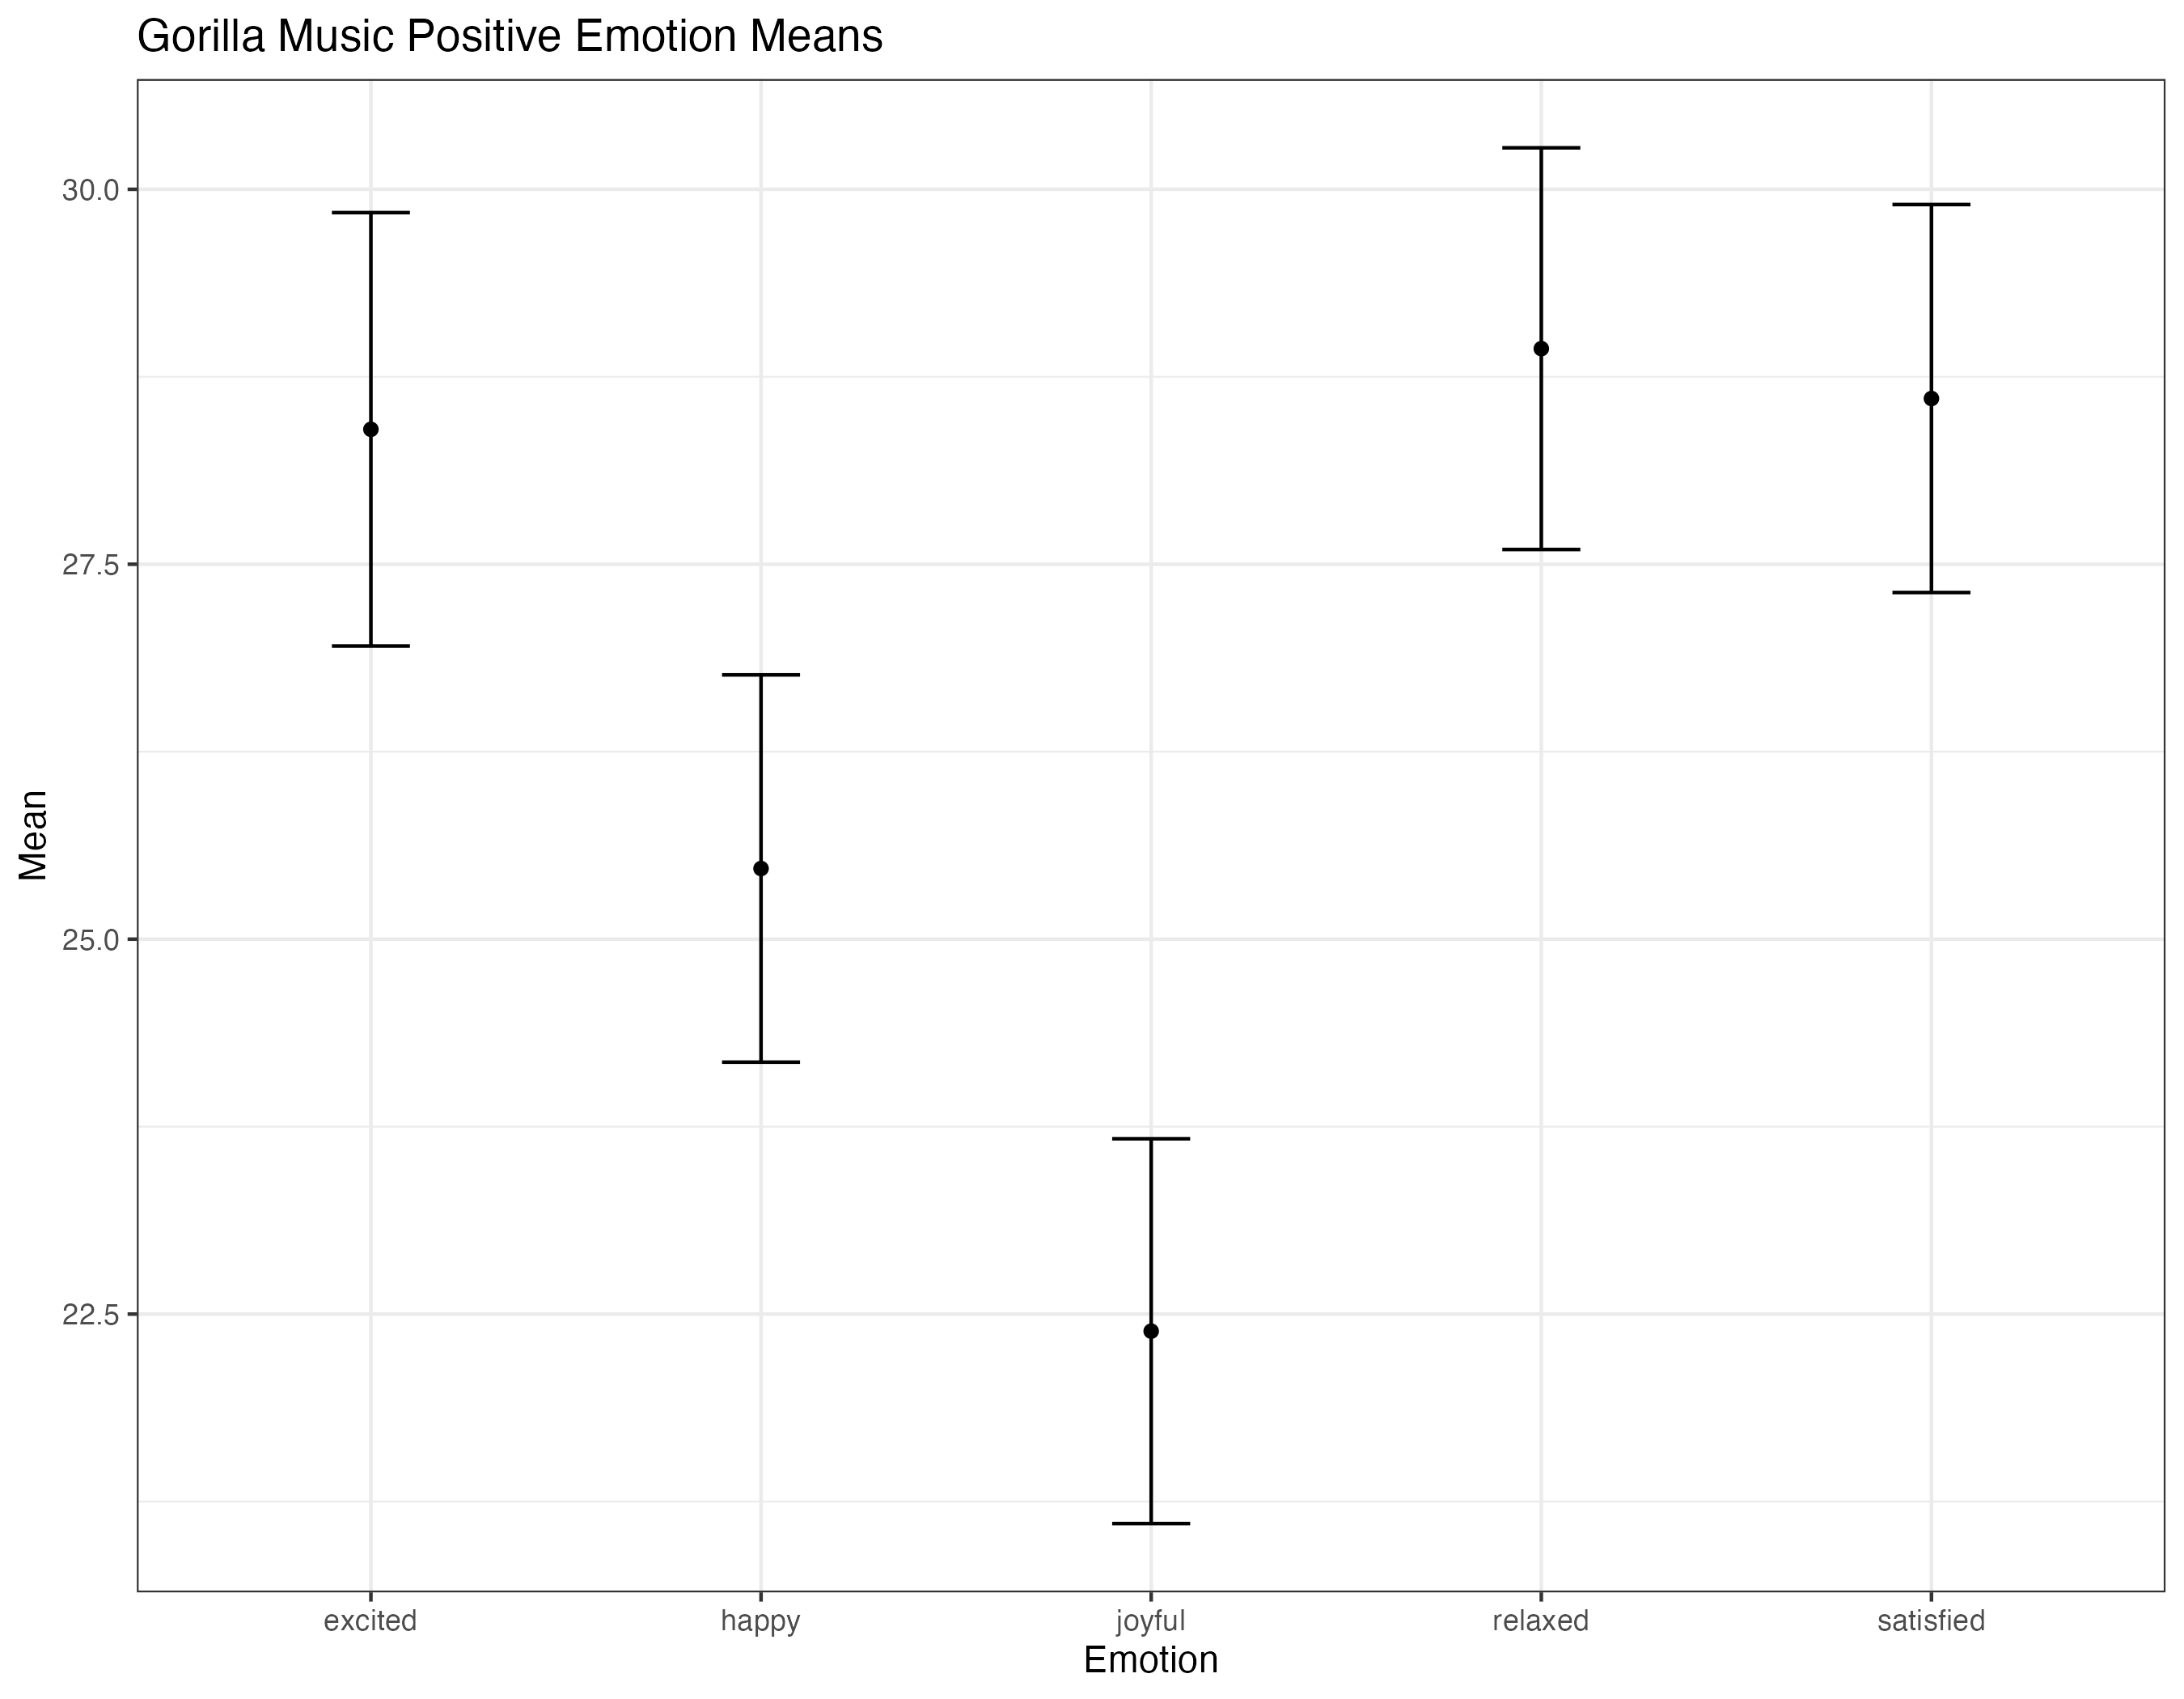 Gorilla Music Positive Emotion Means
Mean
30.0
27.5
25.0
22.5
excited happy joyful relaxed satisfied
Emotion